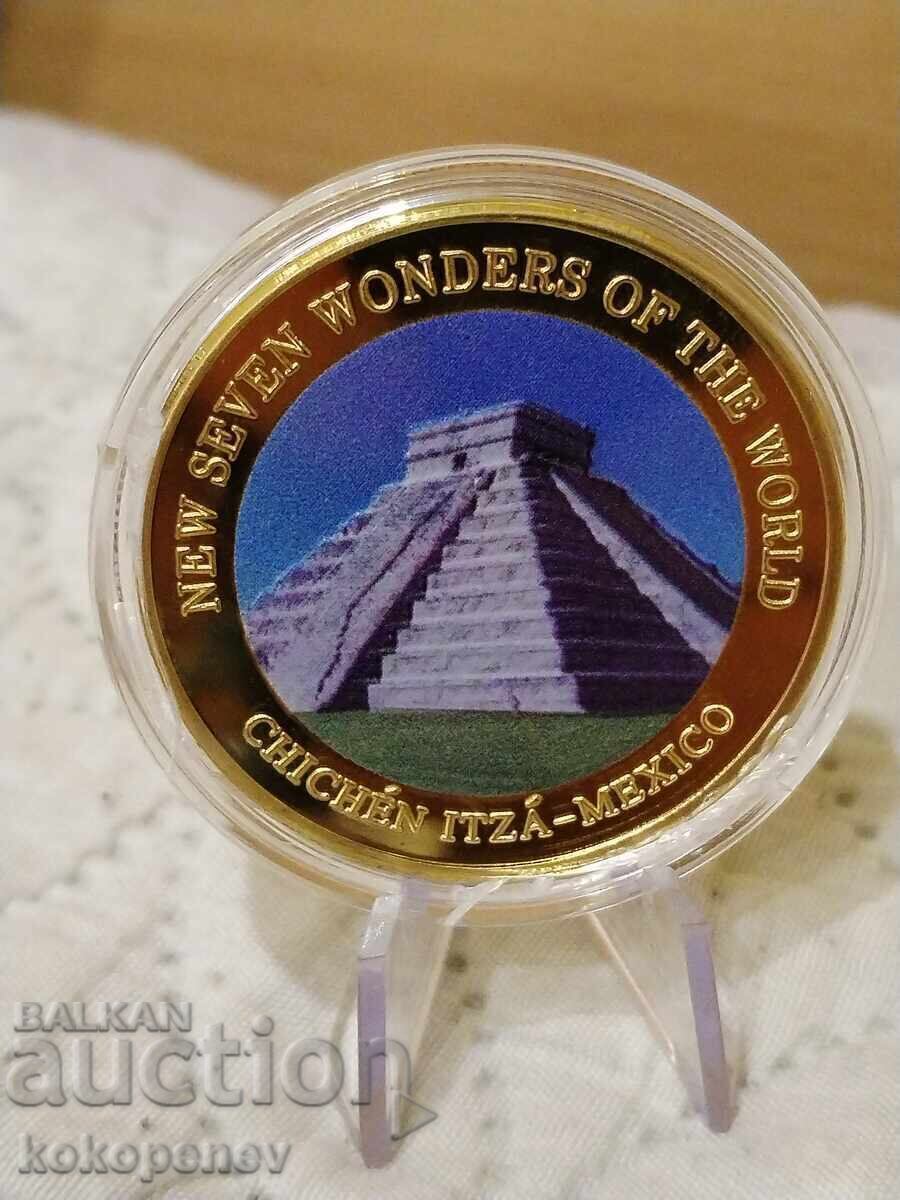 NEW SEVEN WONDERS OF THE WORLD
CHICHÉN ITZÁ-MEXICO
BALKAN
auction
kokopenev